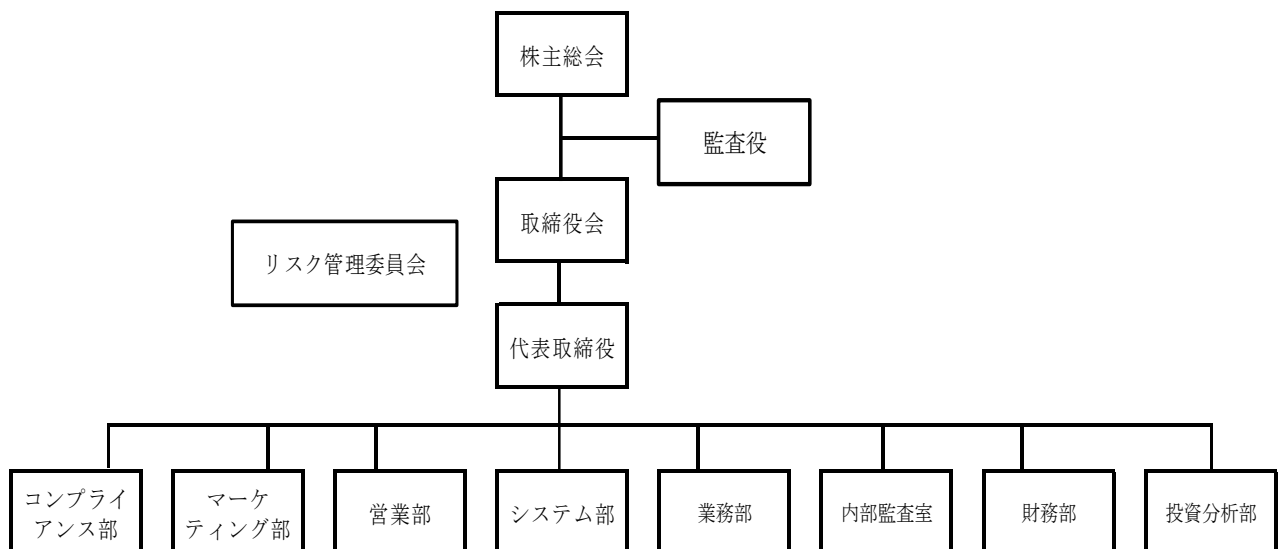 株主総会
監査役
取締役会
リスク管理委員会
代表取締役
コンプライ
アンス部
マーケ
ティング部
営業部
システム部
業務部
内部監査室
財務部
投資分析部